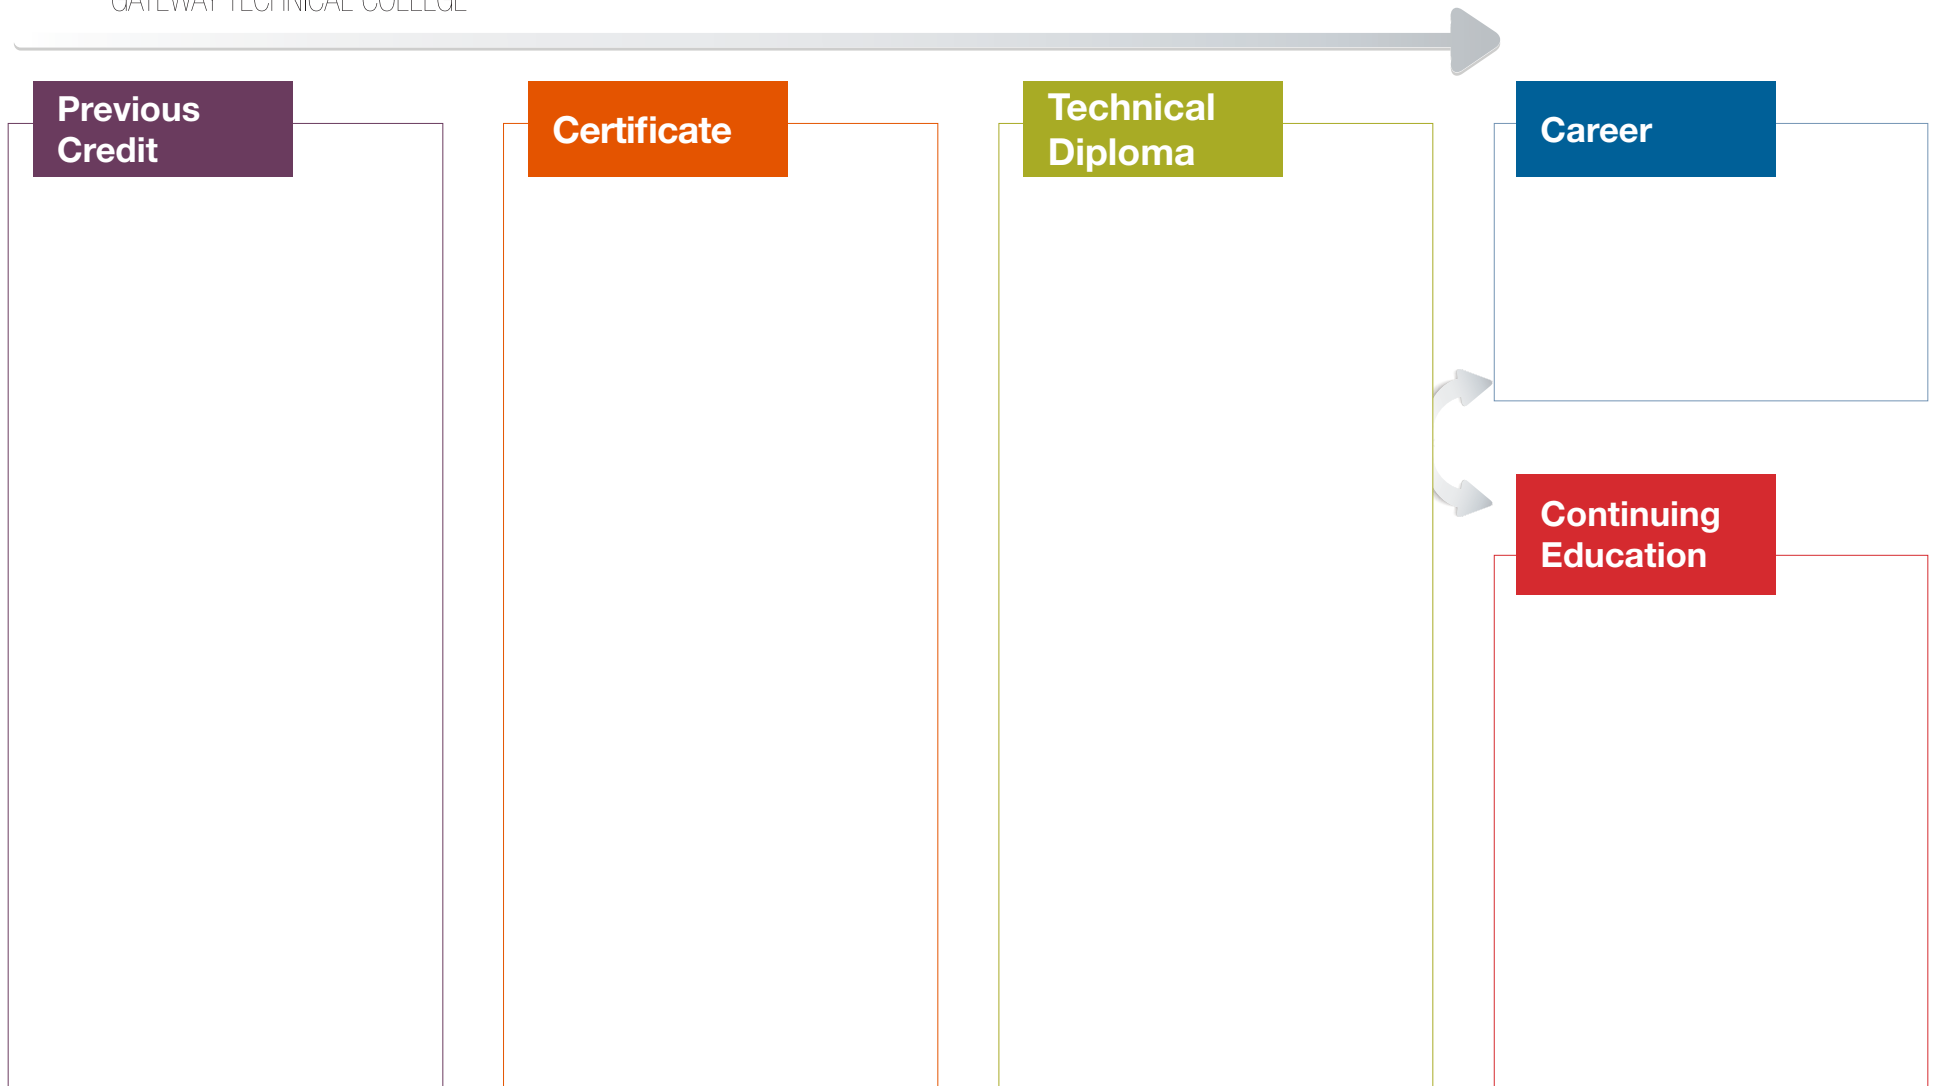 GATEWAY TECHNICAL COLLEGE
Previous
Credit
Certificate
Technical
Diploma
Career
Continuing
Education